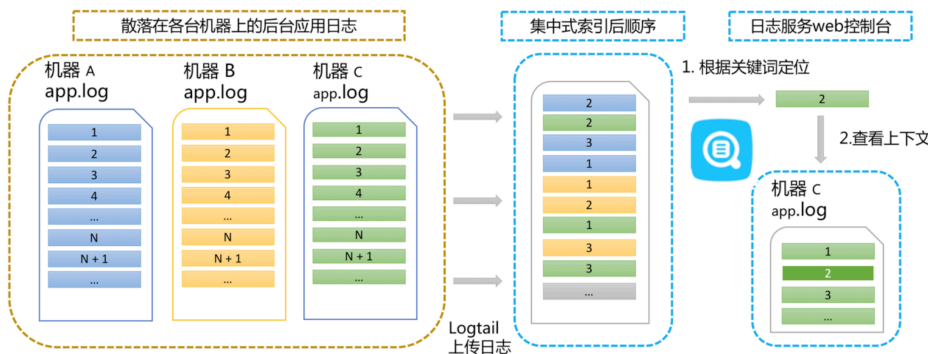 散落在各台机器上的后台应用日志
集中式索引后顺序
日志服务web控制台
机器 A
app.log
1
2
3
4
...
N
N + 1
...
机器 B
app.log
1
2
3
4
...
N
N + 1
...
机器 C
app.log
1
2
3
4
...
N
N + 1
...
Logtail
上传日志
2
2
3
1
1
2
1
3
3
...
1. 根据关键词定位
2
2.查看上下文
机器 C
app.log
1
2
3
...